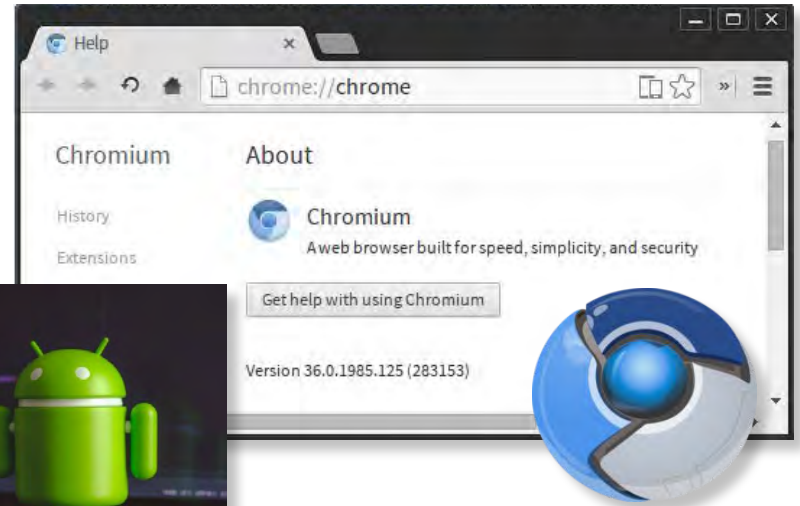 Help
chrome://chrome
Chromium
About
History
Chromium
A web browser built for speed, simplicity, and security
Extensions
Get help with using Chromium
Version 36.0.1985.125 (283153)